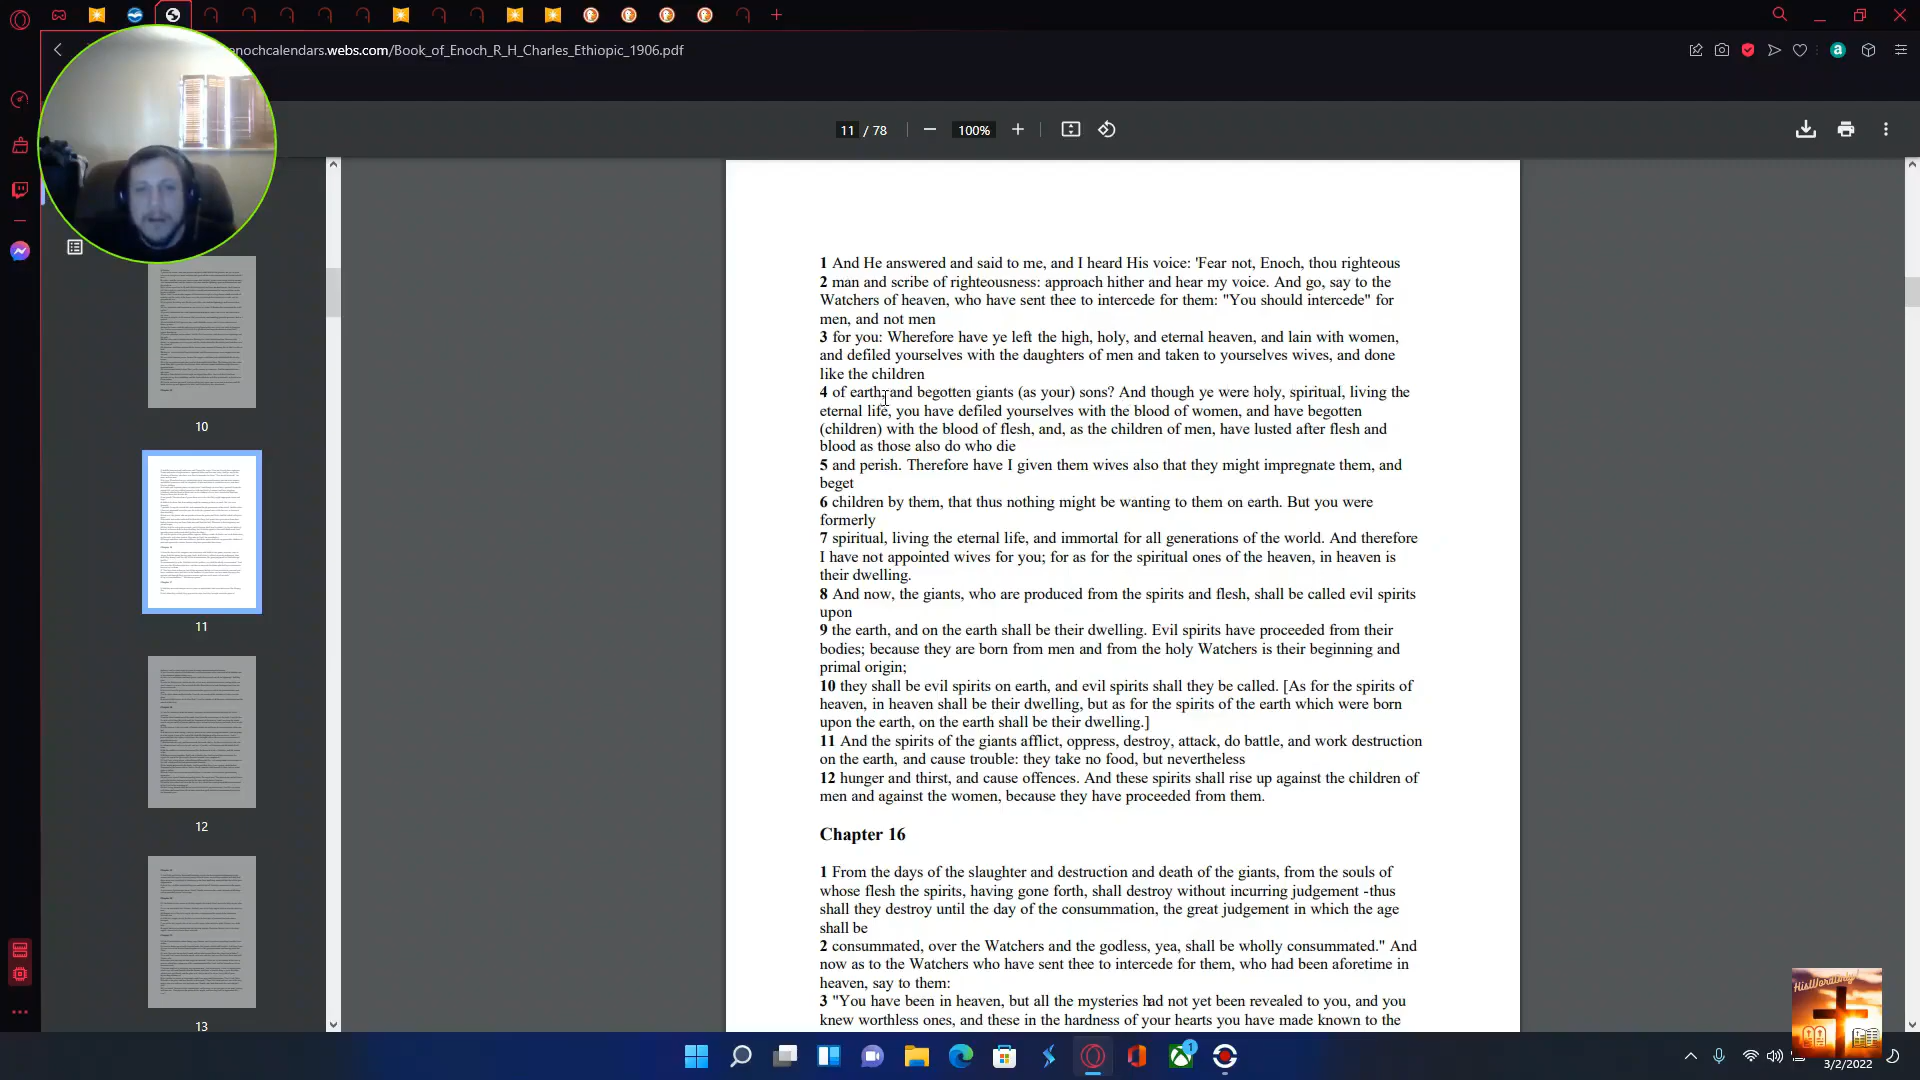 enochcalendars.webs.com/Book_of_Enoch_R_H_Charles_Ethiopic_1906.pdf
11 / 78
100%
10
11
12
13
1 And He answered and said to me, and I heard His voice: 'Fear not, Enoch, thou righteous
2 man and scribe of righteousness: approach hither and hear my voice. And go, say to the
Watchers of heaven, who have sent thee to intercede for them: "You should intercede" for
men, and not men
3 for you: Wherefore have ye left the high, holy, and eternal heaven, and lain with women,
and defiled yourselves with the daughters of men and taken to yourselves wives, and done
like the children
4 of earth, and begotten giants (as your) sons? And though ye were holy, spiritual, living the
eternal life, you have defiled yourselves with the blood of women, and have begotten
(children) with the blood of flesh, and, as the children of men, have lusted after flesh and
blood as those also do who die
5 and perish. Therefore have I given them wives also that they might impregnate them, and
beget
6 children by them, that thus nothing might be wanting to them on earth. But you were
formerly
7 spiritual, living the eternal life, and immortal for all generations of the world. And therefore
I have not appointed wives for you; for as for the spiritual ones of the heaven, in heaven is
their dwelling.
8 And now, the giants, who are produced from the spirits and flesh, shall be called evil spirits
upon
9 the earth, and on the earth shall be their dwelling. Evil spirits have proceeded from their
bodies; because they are born from men and from the holy Watchers is their beginning and
primal origin;
10 they shall be evil spirits on earth, and evil spirits shall they be called. [As for the spirits of
heaven, in heaven shall be their dwelling, but as for the spirits of the earth which were born
upon the earth, on the earth shall be their dwelling.]
11 And the spirits of the giants afflict, oppress, destroy, attack, do battle, and work destruction
on the earth, and cause trouble: they take no food, but nevertheless
12 hunger and thirst, and cause offences. And these spirits shall rise up against the children of
men and against the women, because they have proceeded from them.
Chapter 16
1 From the days of the slaughter and destruction and death of the giants, from the souls of
whose flesh the spirits, having gone forth, shall destroy without incurring judgement -thus
shall they destroy until the day of the consummation, the great judgement in which the age
shall be
2 consummated, over the Watchers and the godless, yea, shall be wholly consummated." And
now as to the Watchers who have sent thee to intercede for them, who had been aforetime in
heaven, say to them:
3 "You have been in heaven, but all the mysteries had not yet been revealed to you, and you
knew worthless ones, and these in the hardness of your hearts you have made known to the
HisWordOnly
1
3/2/2022